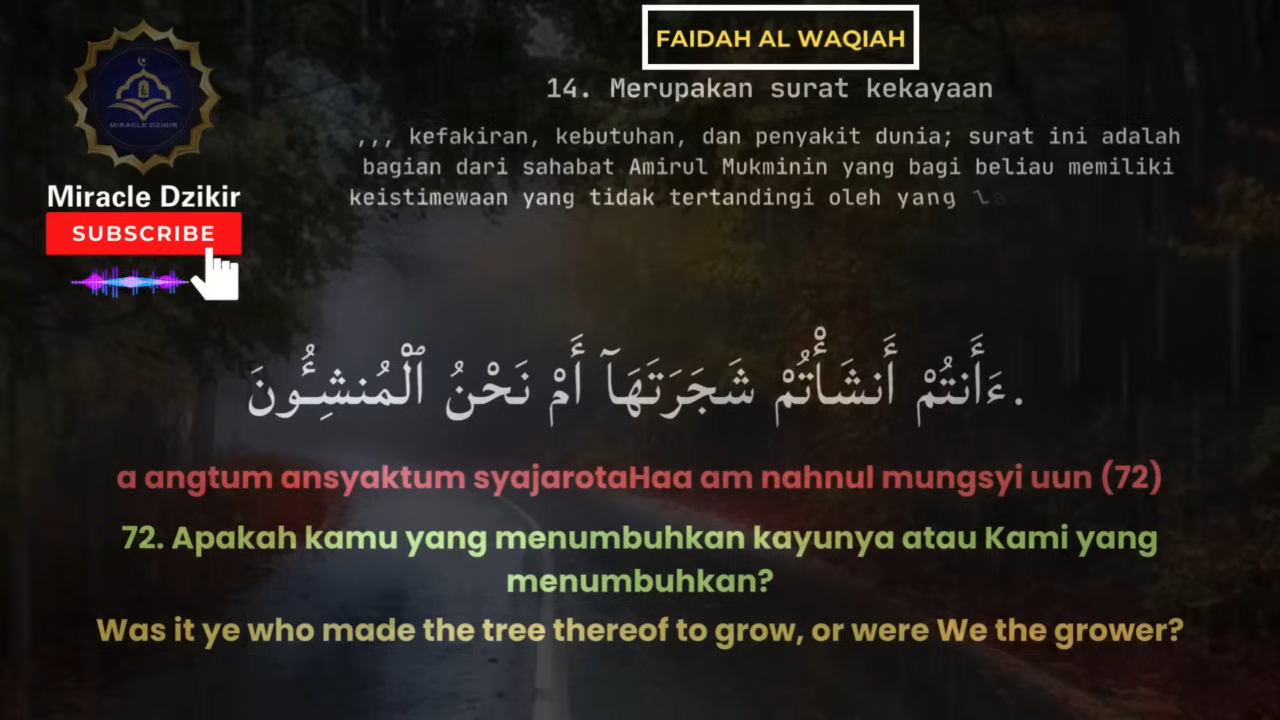 FAIDAH AL WAQIAH
14. Merupakan surat kekayaan
,,, kefakiran, kebutuhan, dan penyakit dunia; surat ini adalah
bagian dari sahabat Amirul Mukminin yang bagi beliau memiliki
keistimewaan yang tidak tertandingi oleh yang
MIRACLE DZIKIR
Miracle Dzikir
SUBSCRIBE
ءَأَنتُمْ أَنشَأْتُمْ شَجَرَتَهَآ أَمْ نَحْنُ ٱلْمُنشِـُٔونَ.
a angtum ansyaktum syajarotaHaa am nahnul mungsyi uun (72)
72. Apakah kamu yang menumbuhkan kayunya atau Kami yang
menumbuhkan?
Was it ye who made the tree thereof to grow, or were We the grower?